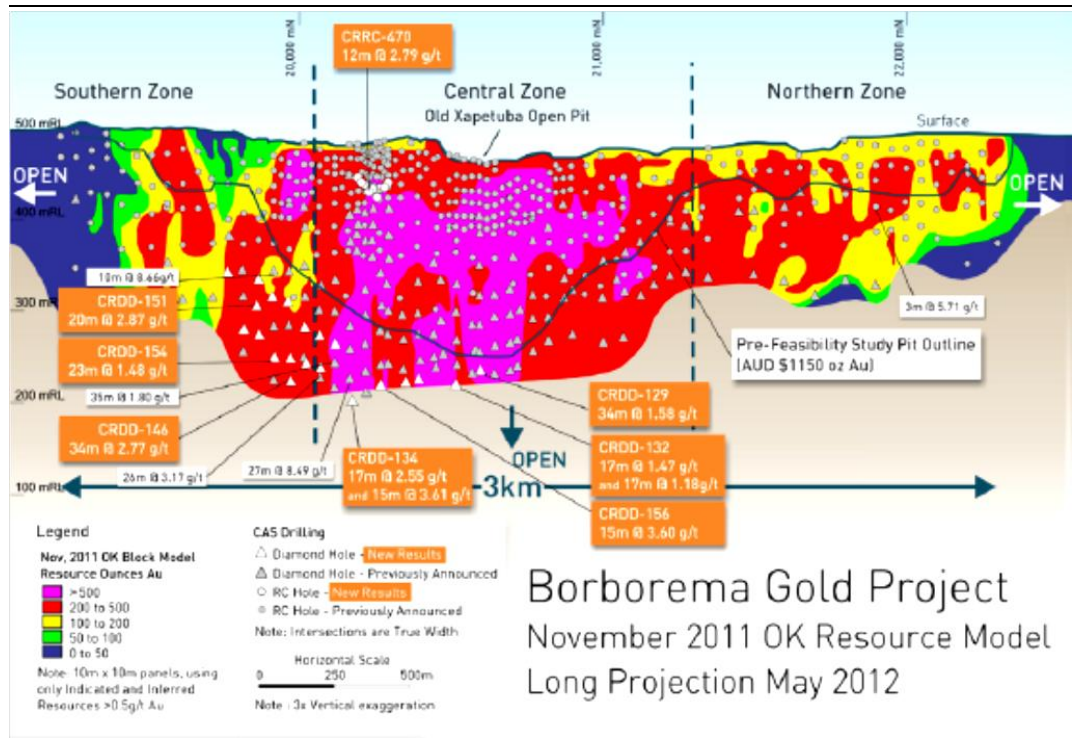 20,000 mN
21,000 mN
22,000 mN
CRRC-470
12m @ 2.79 g/t
Southern Zone
Central Zone
Northern Zone
Old Xapetuba Open Pit
Surface
500 mRL
OPEN
OPEN
400 mRL
10m @ 8.66g/t
300 mRL
CRDD-151
20m @ 2.87 g/t
3m @ 5.71 g/t
CRDD-154
23m @ 1.48 g/t
Pre-Feasibility Study Pit Outline
(AUD $1150 oz Au)
35m @ 1.80 g/t
200 mRL
CRDD-129
34m @ 1.58 g/t
CRDD-146
34m @ 2.77 g/t
26m @ 3.17 g/t
27m @ 8.49 g/t
CRDD-134
17m @ 2.55 g/t
and 15m @ 3.61 g/t
OPEN
CRDD-132
17m @ 1.47 g/t
and 17m @ 1.18g/t
100 mRL
3km
CRDD-156
15m @ 3.60 g/t
Legend
Nov, 2011 OK Block Model
Resource Ounces Au
>500
200 to 500
100 to 200
50 to 100
0 to 50
Note: 10m x 10m panels, using
only Indicated and Inferred
Resources >0.5g/t Au
CAS Drilling
Diamond Hole - New Results
Diamond Hole - Previously Announced
RC Hole - New Results
RC Hole - Previously Announced
Note: Intersections are True Width
Horizontal Scale
0 250 500m
Note : 3x Vertical exaggeration
Borborema Gold Project
November 2011 OK Resource Model
Long Projection May 2012